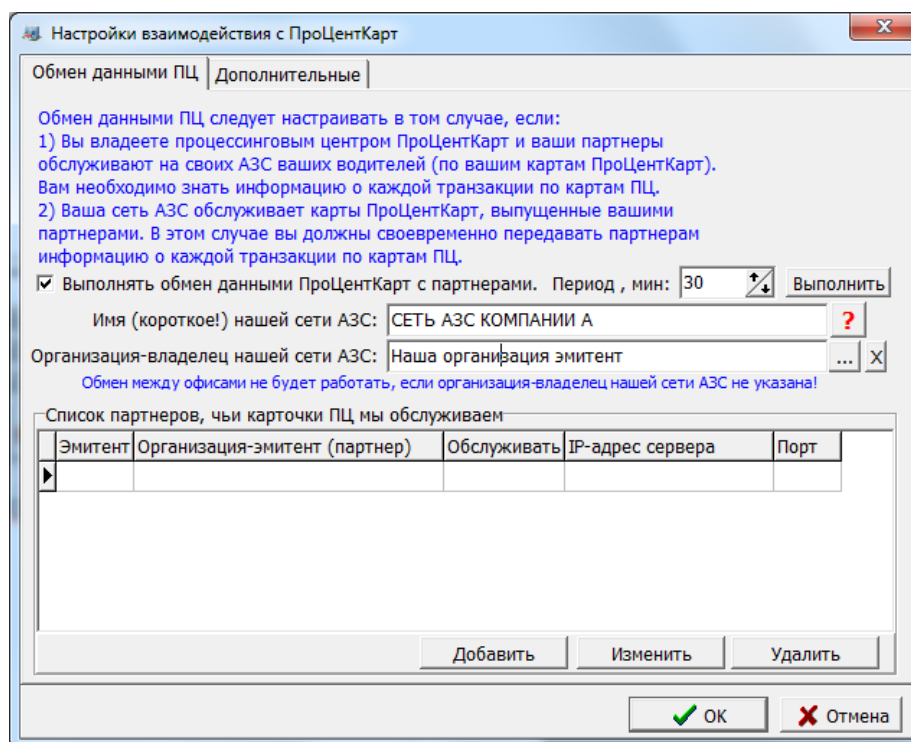 Настройки взаимодействия с ПроЦентКарт
Обмен данными ПЦ
Дополнительные
Обмен данными ПЦ следует настраивать в том случае, если:
1) Вы владеете процессинговым центром ПроЦентКарт и ваши партнеры
обслуживают на своих АЗС ваших водителей (по вашим картам ПроЦентКарт).
Вам необходимо знать информацию о каждой транзакции по картам ПЦ.
2) Ваша сеть АЗС обслуживает карты ПроЦентКарт, выпущенные вашими
партнерами. В этом случае вы должны своевременно передавать партнерам
информацию о каждой транзакции по картам ПЦ.
Выполнять обмен данными ПроЦентКарт с партнерами. Период , мин: 30 Выполнить
Имя (короткое!) нашей сети АЗС: СЕТЬ АЗС КОМПАНИИ А ?
Организация-владелец нашей сети АЗС: Наша организация эмитент ... X
Обмен между офисами не будет работать, если организация-владелец нашей сети АЗС не указана!
Список партнеров, чьи карточки ПЦ мы обслуживаем
Эмитент Организация-эмитент (партнер) Обслуживать IP-адрес сервера Порт
Добавить Изменить Удалить
ОК Отмена